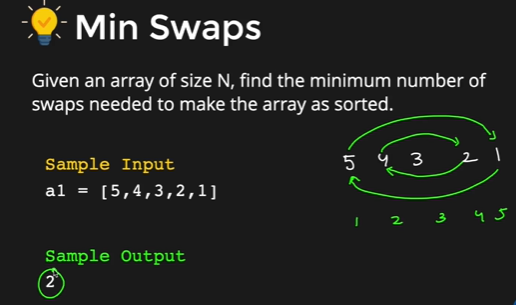 Min Swaps
Given an array of size N, find the minimum number of
swaps needed to make the array as sorted.
5 4 3 2 1
Sample Input
a1 = [5,4,3,2,1]
1 2 3 4 5
Sample Output
2